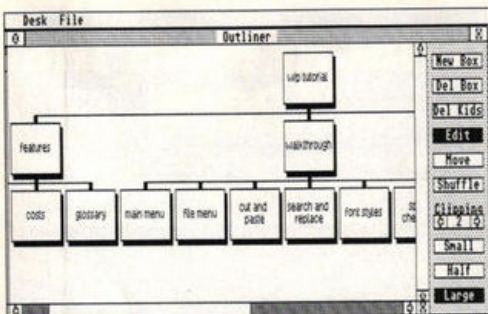 Desk File
Outliner
wp tutorial
features
walkthrough
costs
glossary
main menu
file menu
cut and
paste
search and
replace
font styles
New Box
Del Box
Del Kids
Edit
Move
Shuffle
Clipping
2
Small
Half
Large